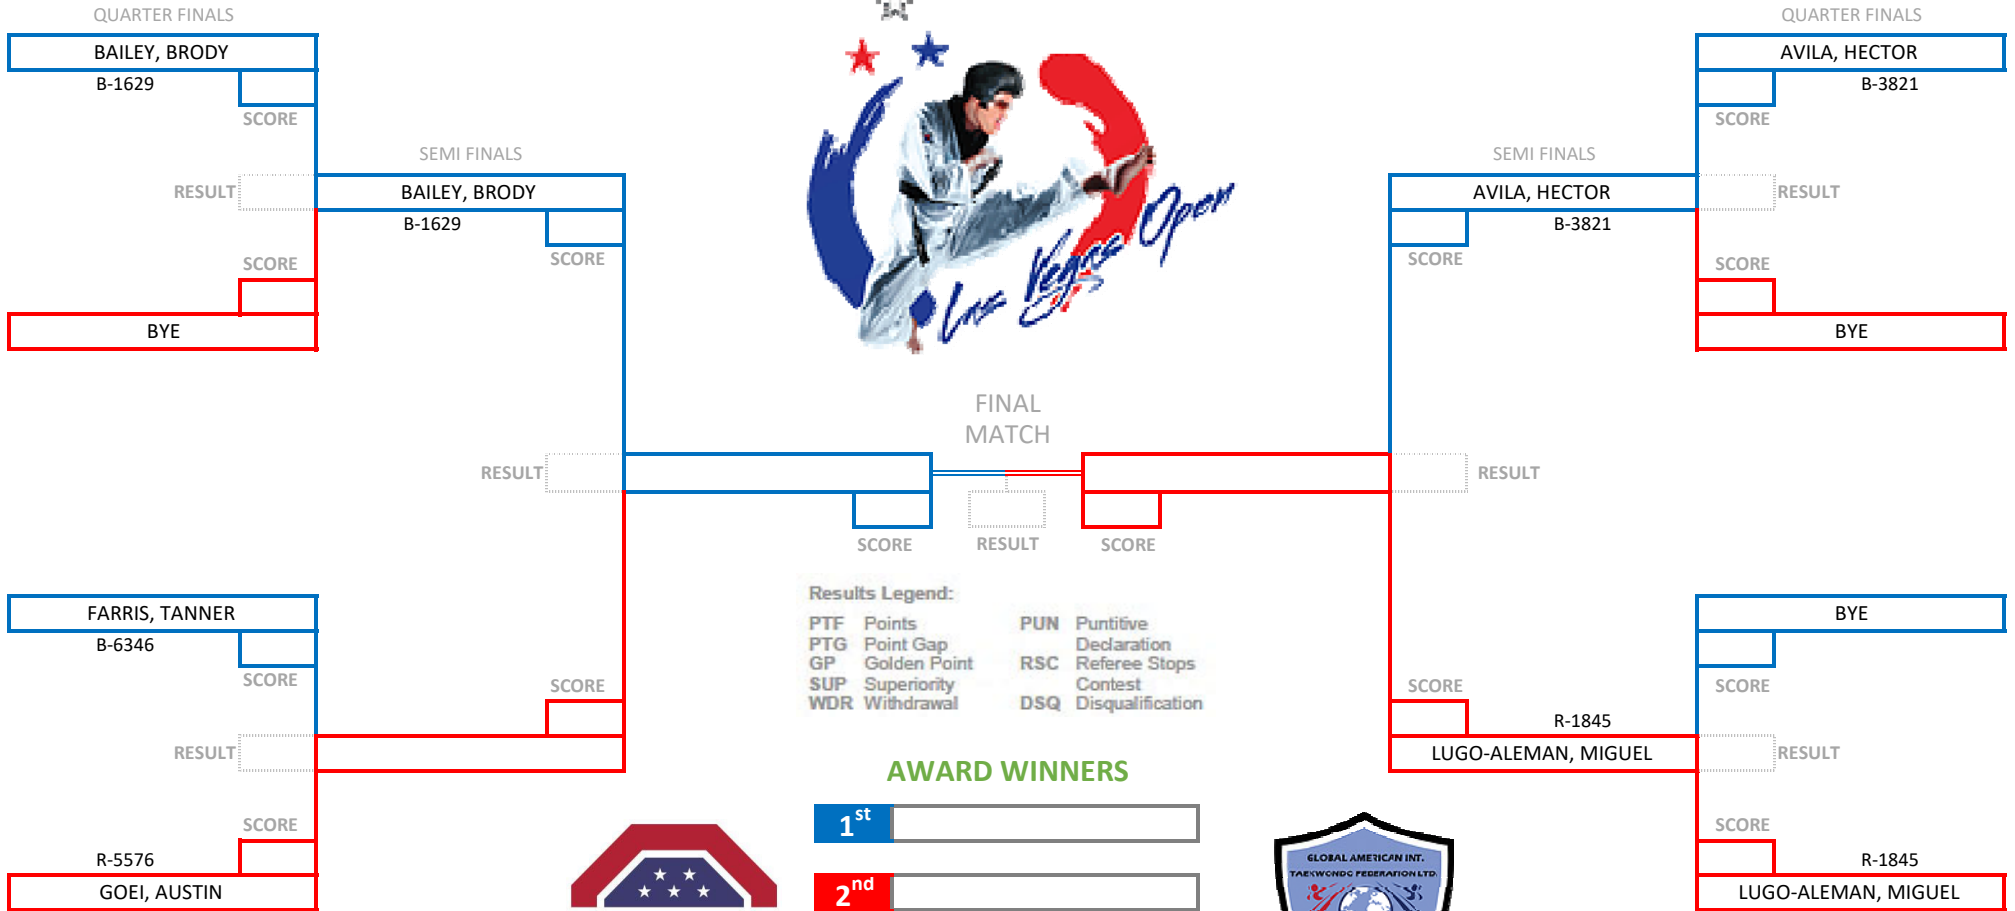 QUARTER FINALS
QUARTER FINALS
BAILEY, BRODY
AVILA, HECTOR
B-1629
B-3821
SCORE
SCORE
SEMI FINALS
SEMI FINALS
RESULT
BAILEY, BRODY
AVILA, HECTOR
RESULT
B-1629
B-3821
SCORE
SCORE
SCORE
SCORE
Las Vegas Open
BYE
BYE
FINAL
MATCH
RESULT
RESULT
SCORE
RESULT
SCORE
Results Legend:
PTF Points
PTG Point Gap
GP Golden Point
SUP Superiority
WDR Withdrawal
PUN Puntitive
Declaration
RSC Referee Stops
Contest
DSQ Disqualification
FARRIS, TANNER
BYE
B-6346
SCORE
SCORE
SCORE
SCORE
R-1845
RESULT
LUGO-ALEMAN, MIGUEL
RESULT
AWARD WINNERS
1st
SCORE
SCORE
R-5576
R-1845
GOEI, AUSTIN
2nd
LUGO-ALEMAN, MIGUEL
GLOBAL AMERICAN INT.
TAEKWONDO FEDERATION LTD.